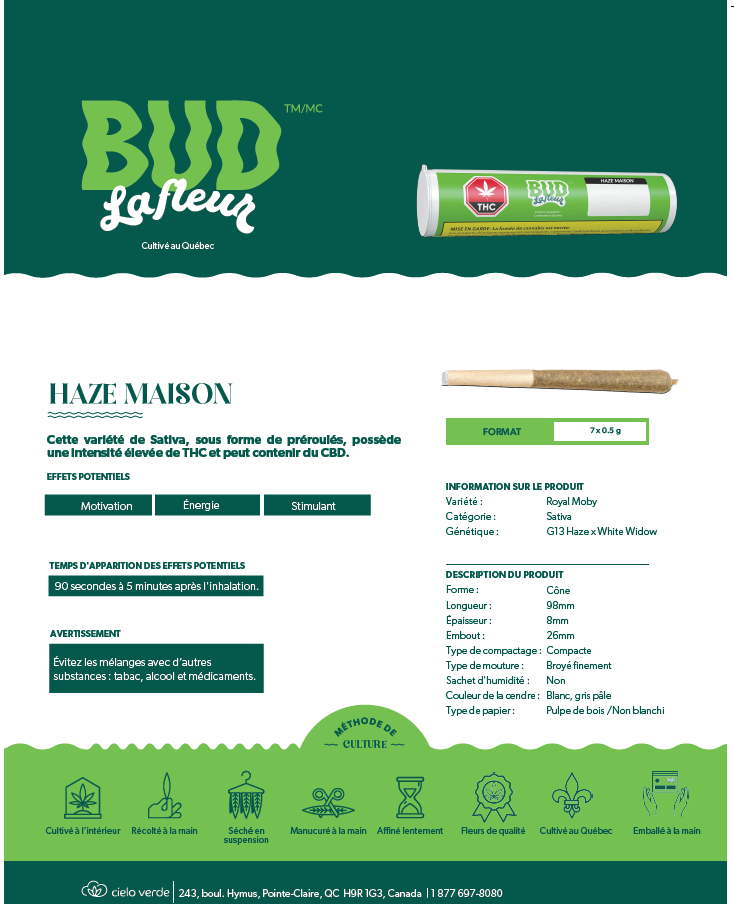 BUD
TM/MC
Lafleur
Cultivé au Québec
THC
BUD
Lafleur
HAZE MAISON
MISE EN GARDE: La fumée de cannabis est nocive.
HAZE MAISON
Cette variété de Sativa, sous forme de préroulés, possède
une intensité élevée de THC et peut contenir du CBD.
EFFETS POTENTIELS
Motivation
Énergie
Stimulant
TEMPS D'APPARITION DES EFFETS POTENTIELS
90 secondes à 5 minutes après l'inhalation.
AVERTISSEMENT
Évitez les mélanges avec d'autres
substances : tabac, alcool et médicaments.
FORMAT 7 x 0.5 g
INFORMATION SUR LE PRODUIT
Variété : Royal Moby
Catégorie : Sativa
Génétique : G13 Haze x White Widow
DESCRIPTION DU PRODUIT
Forme : Cône
Longueur : 98mm
Épaisseur : 8mm
Embout : 26mm
Type de compactage : Compacte
Type de mouture : Broyé finement
Sachet d'humidité : Non
Couleur de la cendre : Blanc, gris pâle
Type de papier : Pulpe de bois /Non blanchi
MÉTHODE DE
CULTURE
Cultivé à l'intérieur
Récolté à la main
Séché en
suspension
Manucuré à la main
Affiné lentement
Fleurs de qualité
Cultivé au Québec
Emballé à la main
cielo verde | 243, boul. Hymus, Pointe-Claire, QC H9R 1G3, Canada | 1 877 697-8080